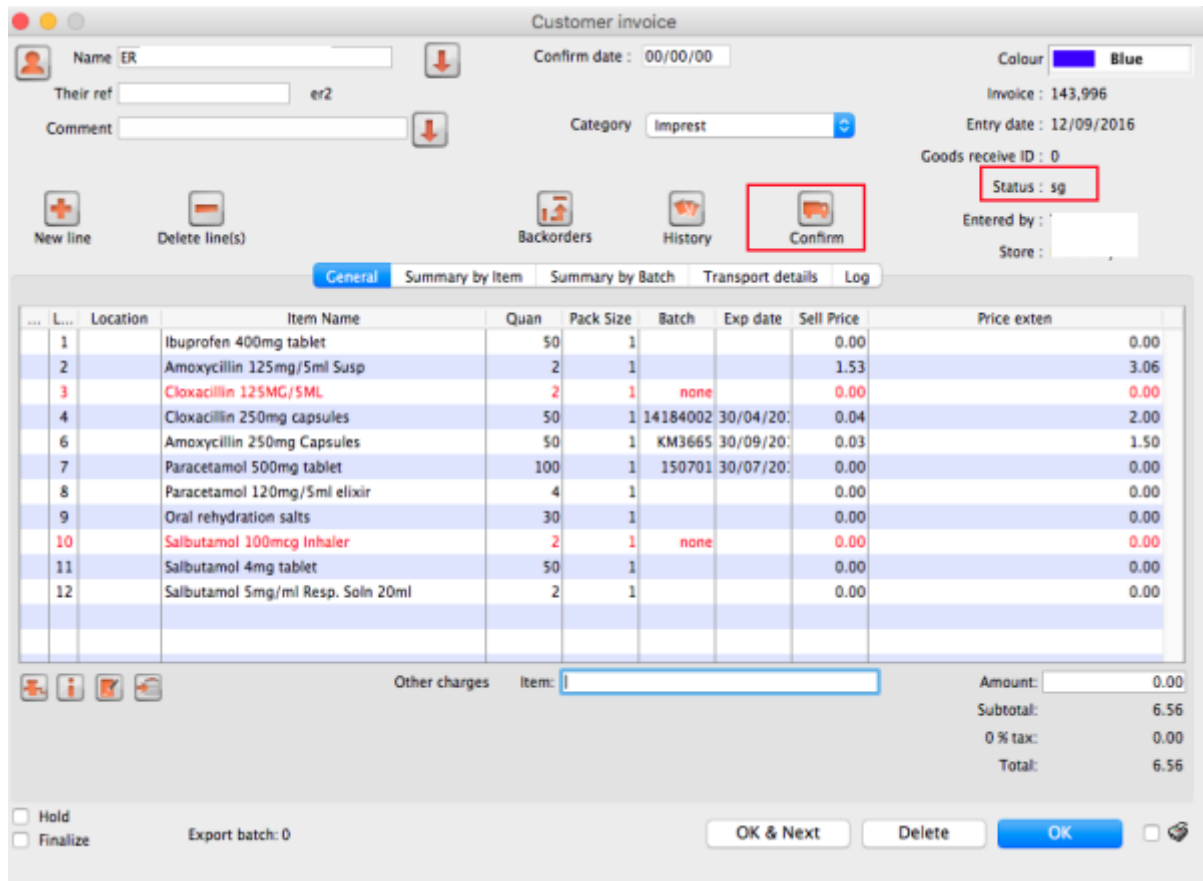 Customer invoice
Name ER Confirm date : 00/00/00 Colour Blue
Their ref er2 Invoice : 143,996
Comment Category Imprest Entry date : 12/09/2016
Goods receive ID : 0
Status : sg
New line Delete line(s) Backorders History Confirm Entered by :
Store :
General Summary by Item Summary by Batch Transport details Log
... L... Location Item Name Quan Pack Size Batch Exp date Sell Price Price exten
1 Ibuprofen 400mg tablet 50 1 0.00 0.00
2 Amoxycillin 125mg/5ml Susp 2 1 1.53 3.06
3 Cloxacillin 125MG/5ML 2 1 none 0.00 0.00
4 Cloxacillin 250mg capsules 50 1 14184002 30/04/20 0.04 2.00
6 Amoxycillin 250mg Capsules 50 1 KM3665 30/09/20 0.03 1.50
7 Paracetamol 500mg tablet 100 1 150701 30/07/20 0.00 0.00
8 Paracetamol 120mg/5ml elixir 4 1 0.00 0.00
9 Oral rehydration salts 30 1 0.00 0.00
10 Salbutamol 100mcg Inhaler 2 1 none 0.00 0.00
11 Salbutamol 4mg tablet 50 1 0.00 0.00
12 Salbutamol 5mg/ml Resp. Soln 20ml 2 1 0.00 0.00
Other charges Item: Amount: 0.00
Subtotal: 6.56
0 % tax: 0.00
Total: 6.56
Hold
Finalize Export batch: 0 OK & Next Delete OK